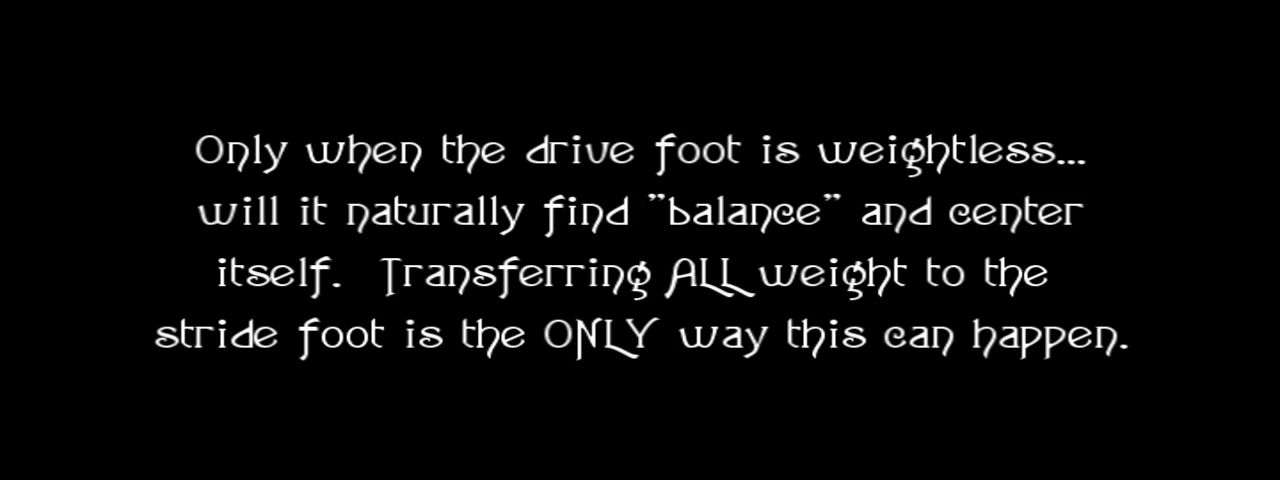 Only when the drive foot is weightless...
will it naturally find "balance" and center
itself.  Transferring ALL weight to the
stride foot is the ONLY way this can happen.